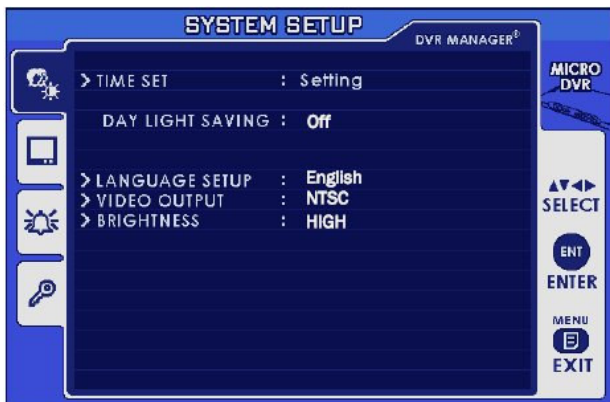 SYSTEM SETUP
DVR MANAGER®
> TIME SET : Setting
DAY LIGHT SAVING : Off
> LANGUAGE SETUP : English
> VIDEO OUTPUT : NTSC
> BRIGHTNESS : HIGH
MICRO
DVR
▲▼◀▶
SELECT
ENT
ENTER
MENU
EXIT